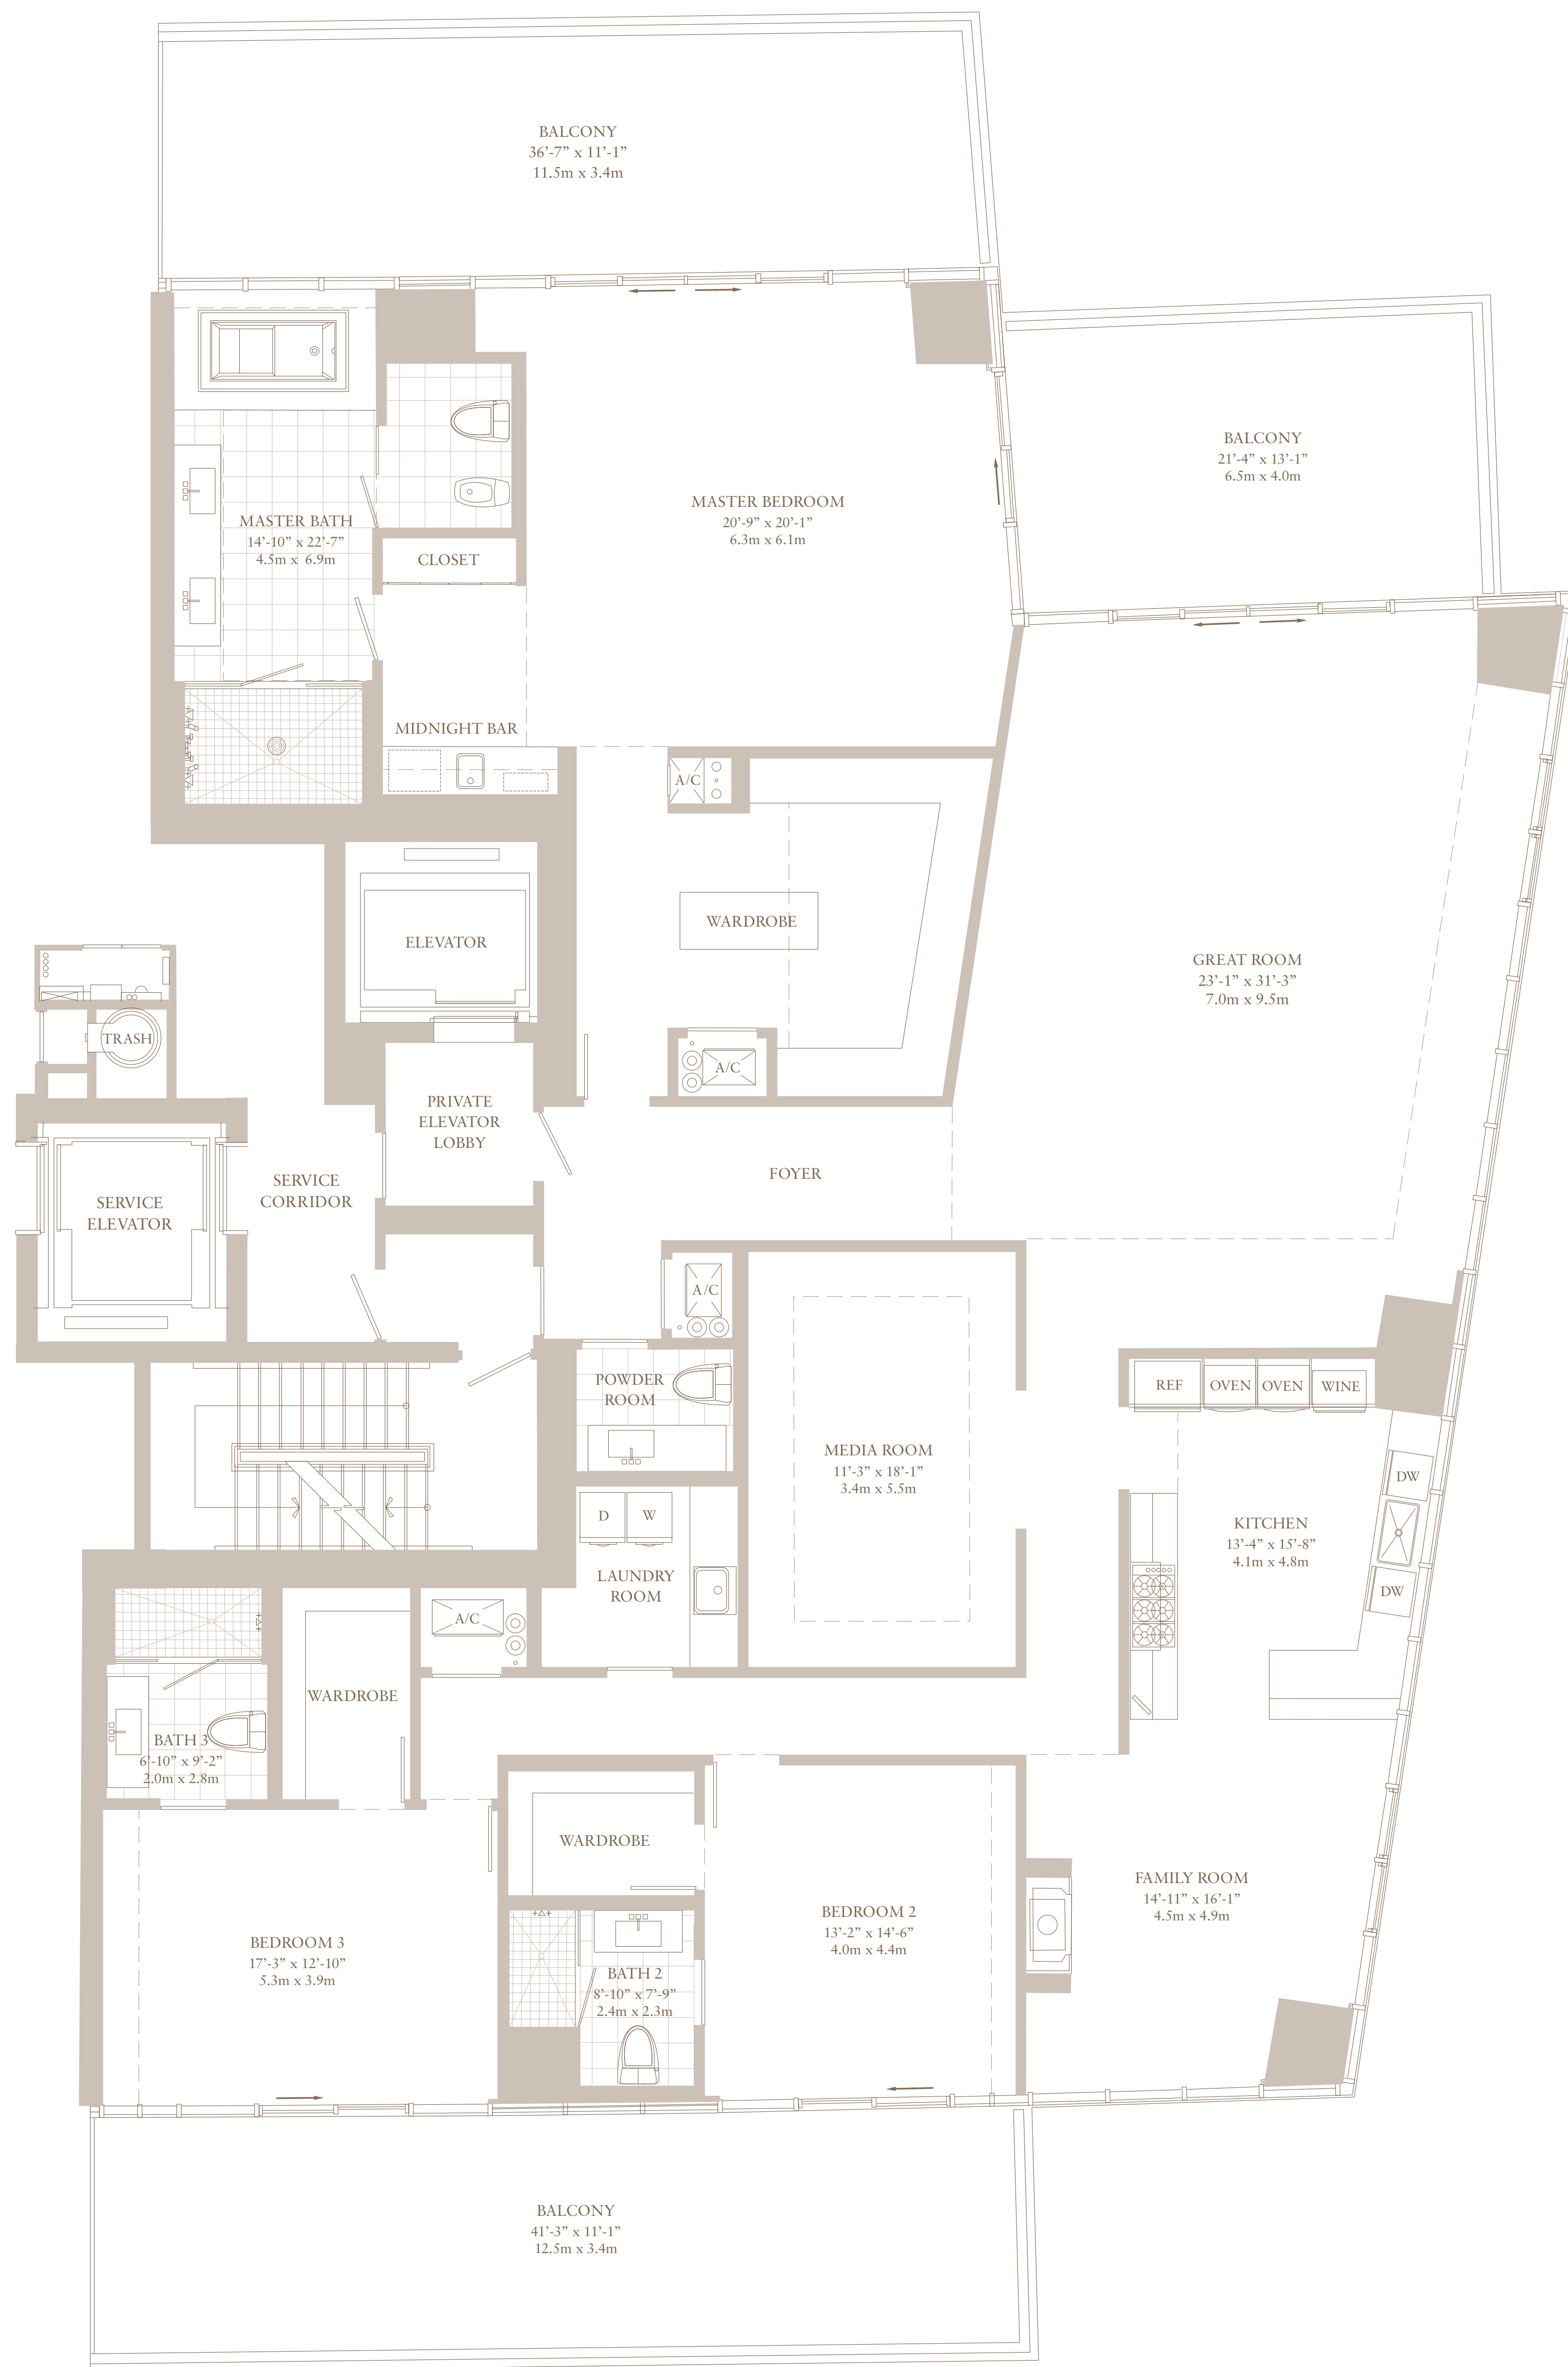 BALCONY
36’-7” x 11’-1”
11.5m x 3.4m
BALCONY
21’-4” x 13’-1”
6.5m x 4.0m
MASTER BEDROOM
20’-9” x 20’-1”
6.3m x 6.1m
MASTER BATH
14’-10” x 22’-7”
4.5m x  6.9m
CLOSET
MIDNIGHT BAR
A/C
WARDROBE
ELEVATOR
GREAT ROOM
23’-1” x 31’-3”
7.0m x 9.5m
TRASH
A/C
PRIVATE
ELEVATOR
LOBBY
FOYER
SERVICE
CORRIDOR
SERVICE
ELEVATOR
A/C
POWDER
ROOM
REF
OVEN
OVEN
WINE
MEDIA ROOM
11’-3” x 18’-1”
3.4m x 5.5m
DW
D
W
KITCHEN
13’-4” x 15’-8”
4.1m x 4.8m
LAUNDRY
ROOM
DW
A/C
WARDROBE
BATH 3
6’-10” x 9’-2”
2.0m x 2.8m
WARDROBE
FAMILY ROOM
14’-11” x 16’-1”
4.5m x 4.9m
BEDROOM 2
13’-2” x 14’-6”
4.0m x 4.4m
BEDROOM 3
17’-3” x 12’-10”
5.3m x 3.9m
BATH 2
8’-10” x 7’-9”
2.4m x 2.3m
BALCONY
41’-3” x 11’-1”
12.5m x 3.4m